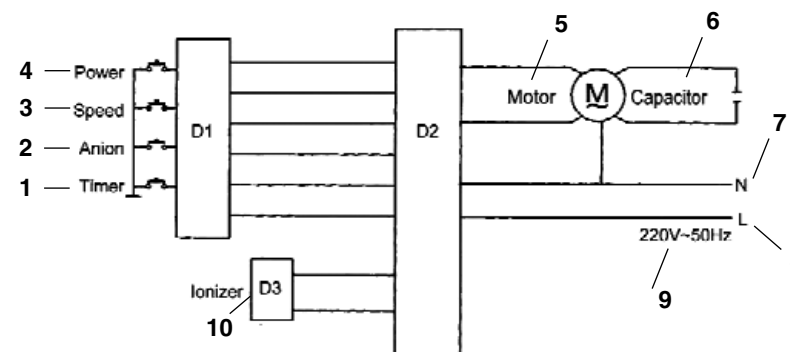 5
6
4 Power
Motor
M
Capacitor
3 Speed
D1
D2
7
2 Anion
1 Timer
N
L
220V~50Hz
Ionizer D3
9
10